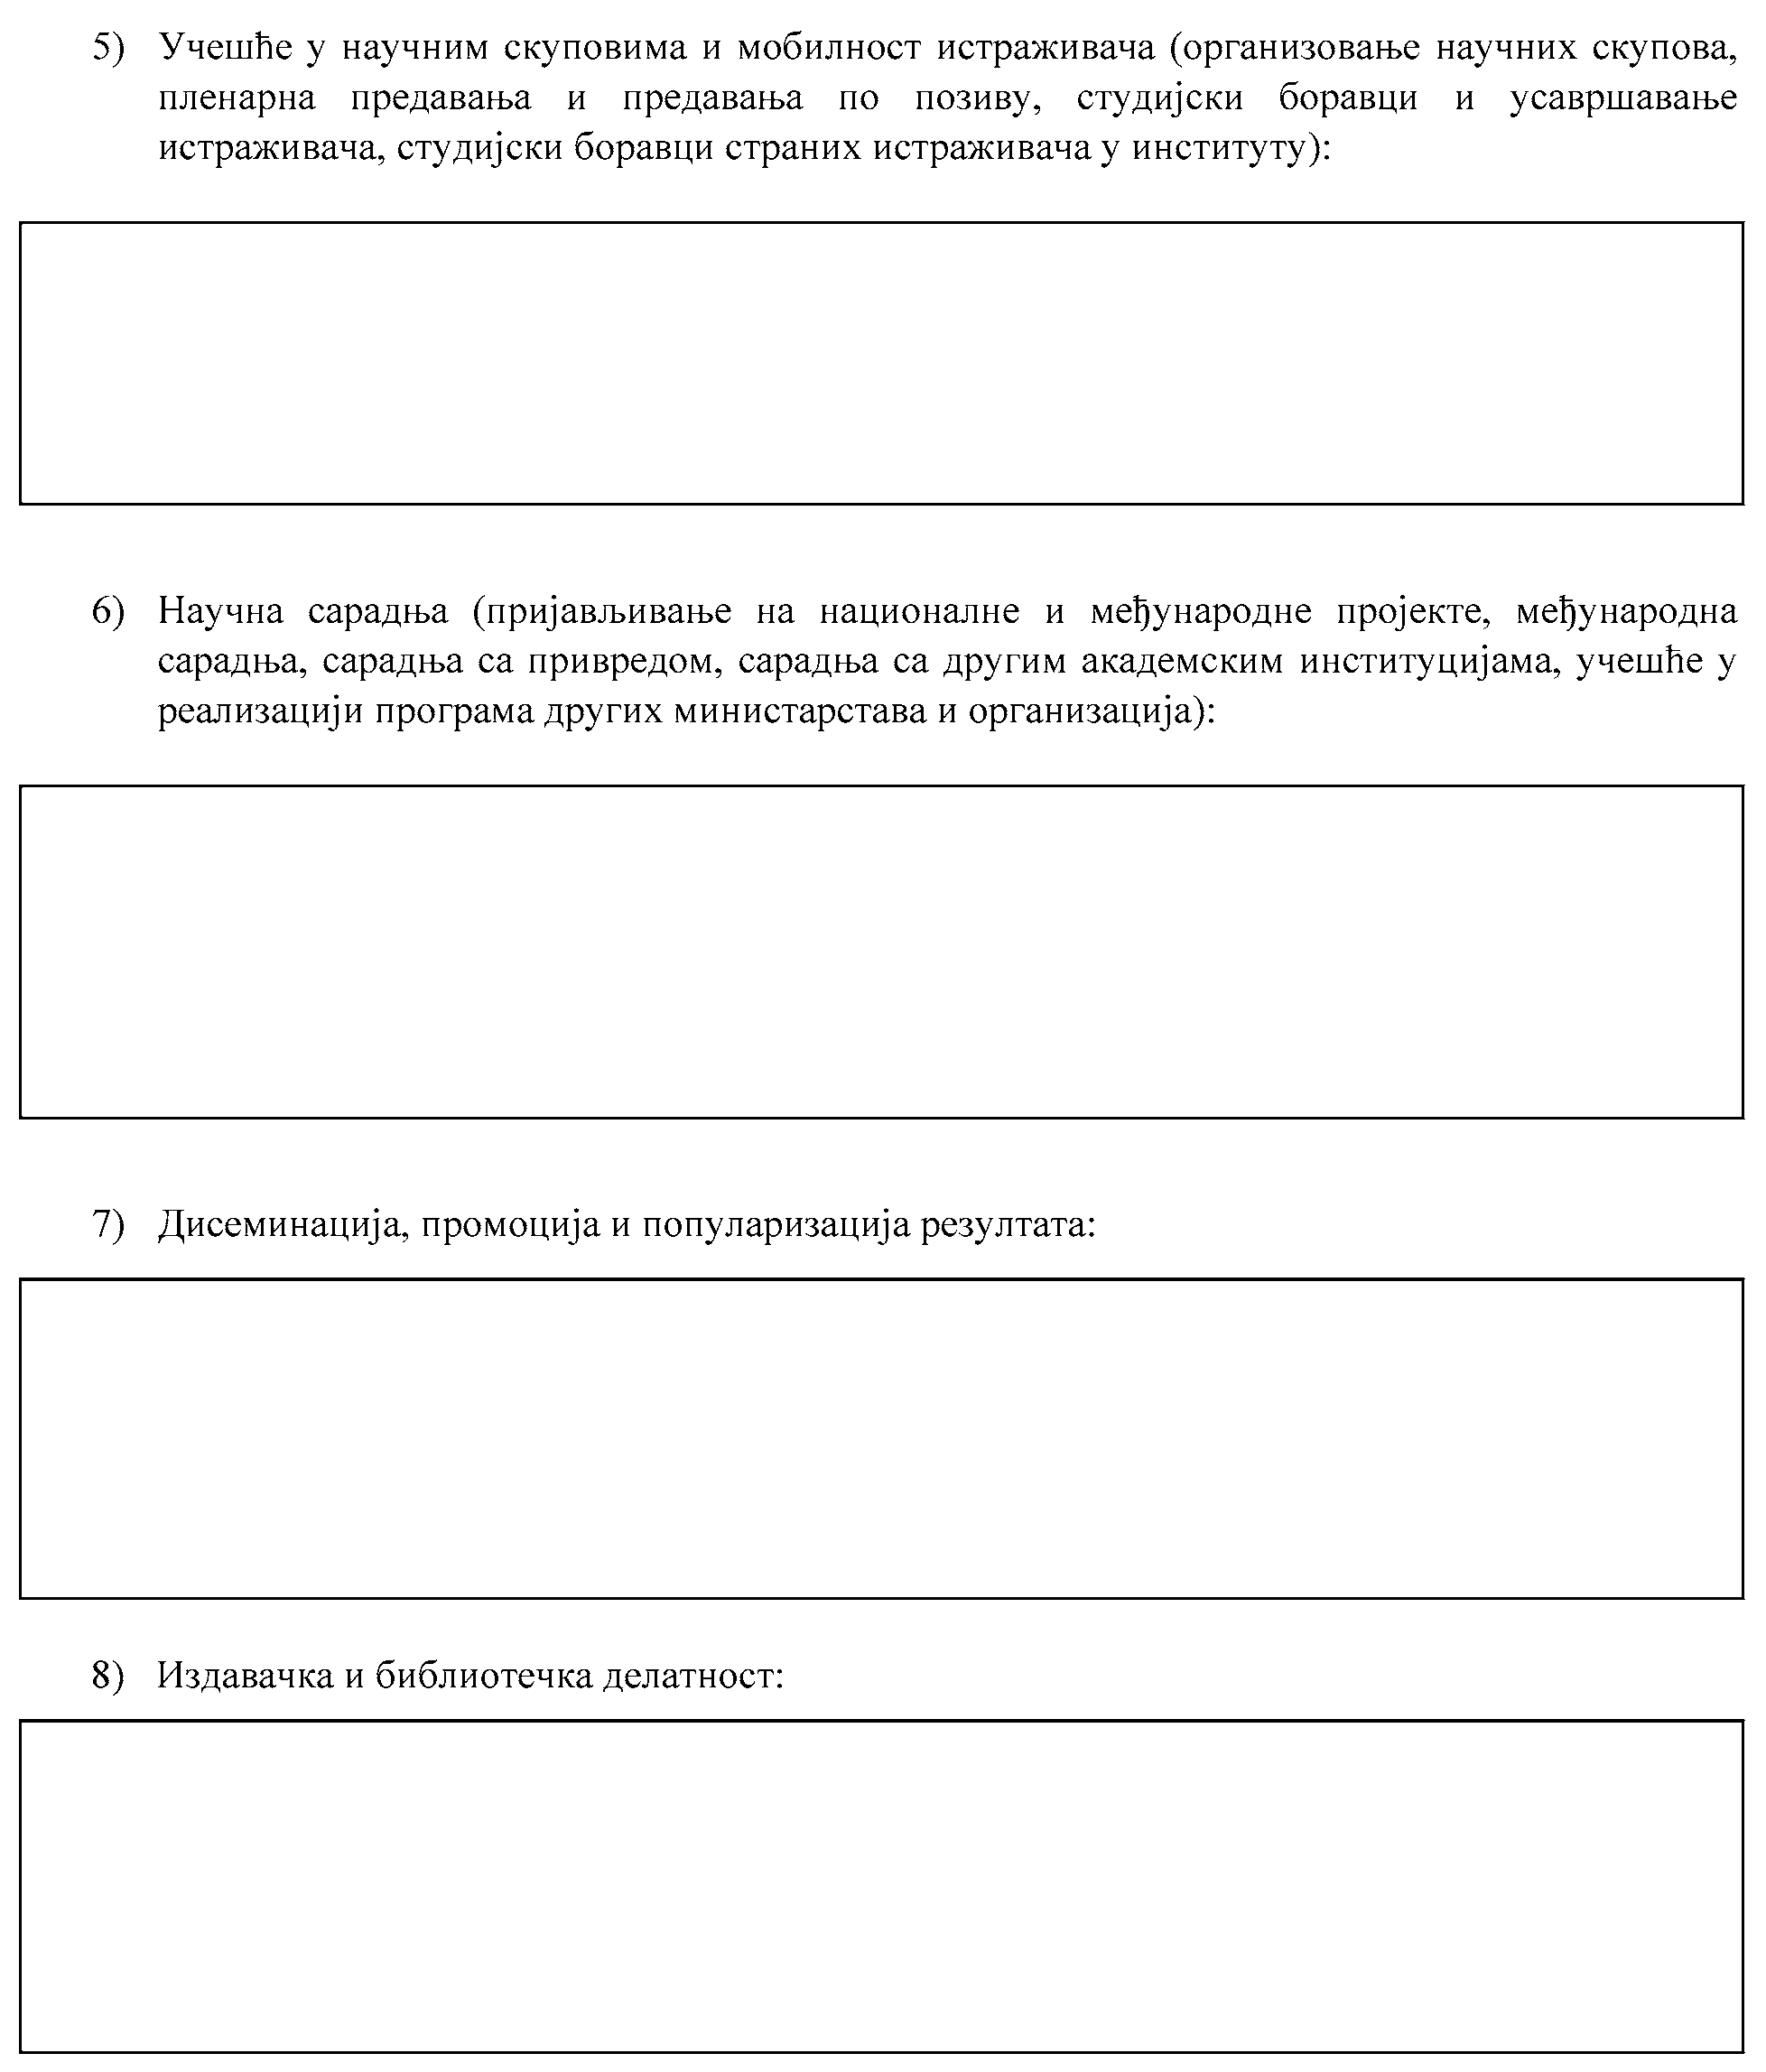 5) Учешће у научним скуповима и мобилност истраживача (организовање научних скупова,
пленарна предавања и предавања по позиву, студијски боравци и усавршавање
истраживача, студијски боравци страних истраживача у институту):
6) Научна сарадња (пријављивање на националне и међународне пројекте, међународна
сарадња, сарадња са привредом, сарадња са другим академским институцијама, учешће у
реализацији програма других министарстава и организација):
7) Дисеминација, промоција и популаризација резултата:
8) Издавачка и библиотечка делатност: